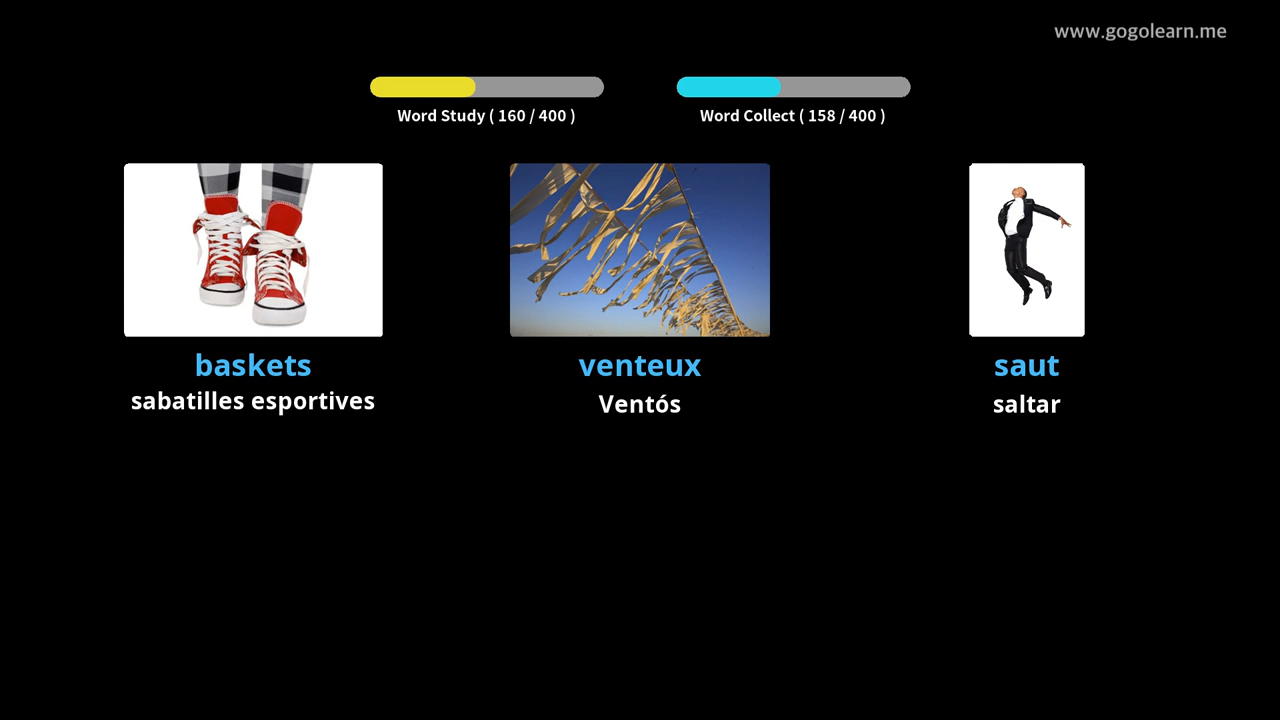 www.gogolearn.me
Word Study ( 160 / 400 )
Word Collect ( 158 / 400 )
baskets
venteux
saut
sabatilles esportives
Ventós
saltar